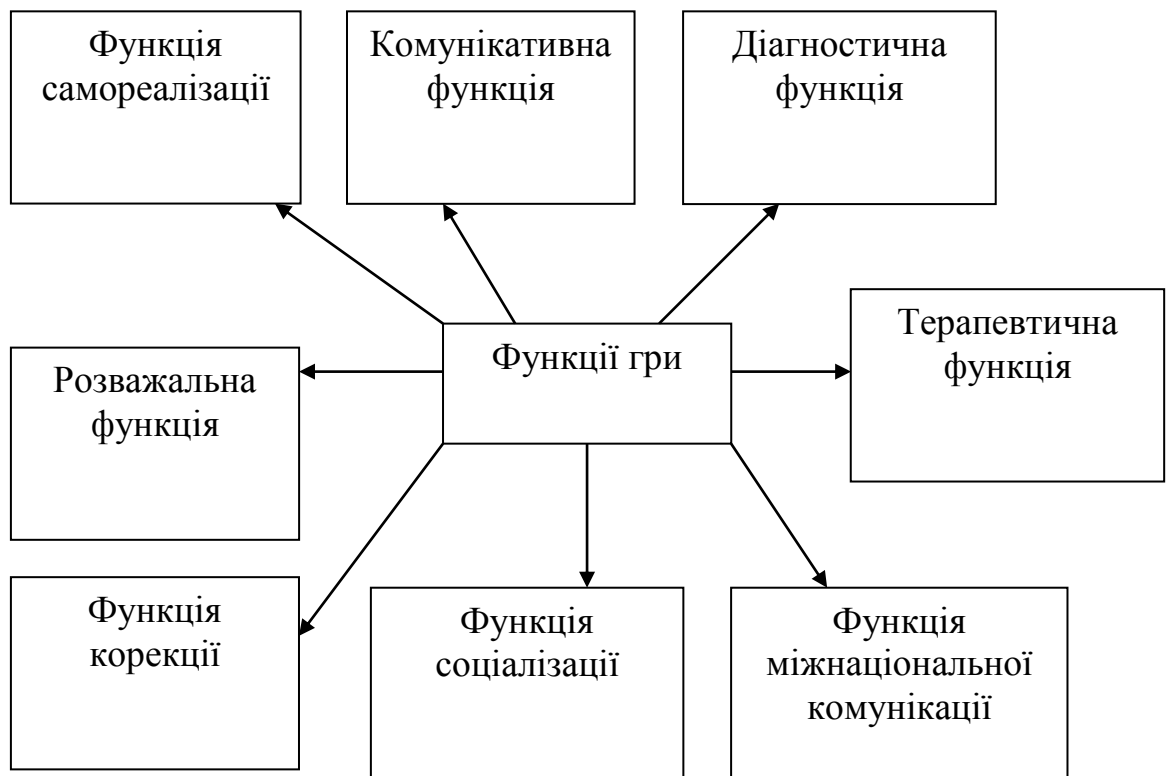 Функція
самореалізації
Комунікативна
функція
Діагностична
функція
Терапевтична
функція
Функції гри
Розважальна
функція
Функція
корекції
Функція
соціалізації
Функція
міжнаціональної
комунікації